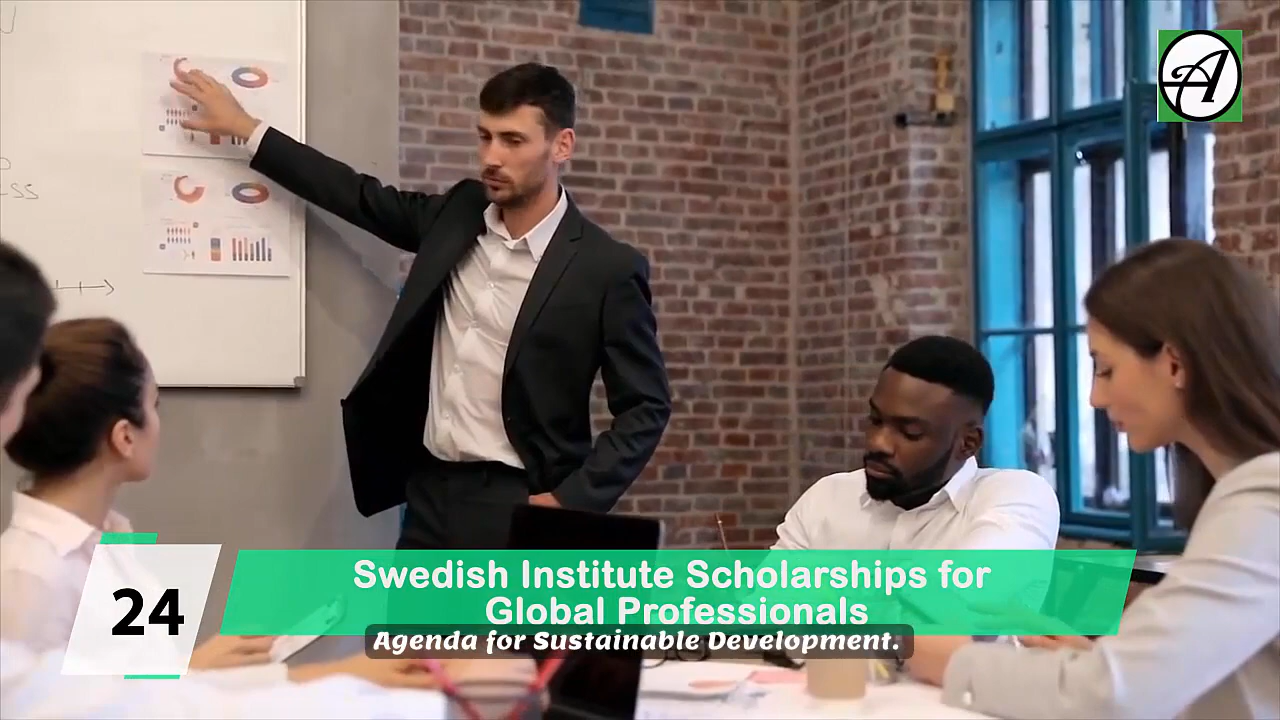 A
24
Swedish Institute Scholarships for
Global Professionals
Agenda for Sustainable Development.